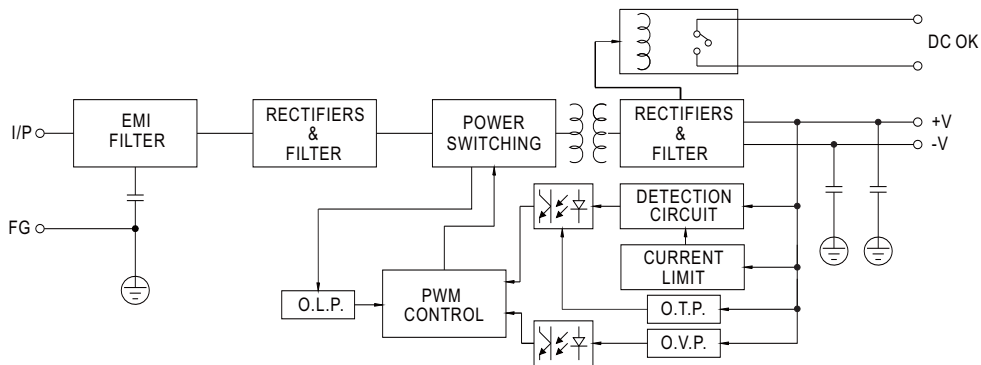 DC OK
I/P
EMI
FILTER
RECTIFIERS
&
FILTER
POWER
SWITCHING
RECTIFIERS
&
FILTER
+V
-V
FG
DETECTION
CIRCUIT
CURRENT
LIMIT
O.L.P.
PWM
CONTROL
O.T.P.
O.V.P.